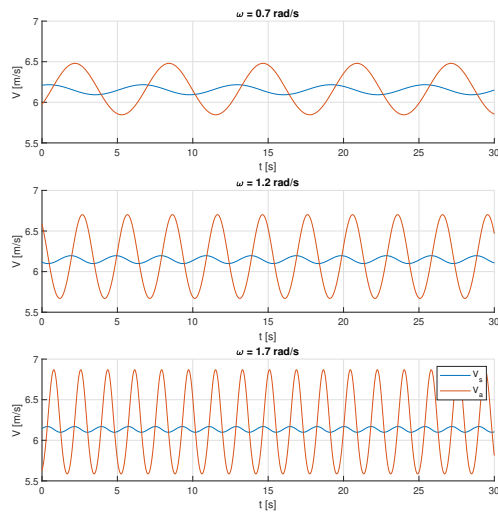 ω = 0.7 rad/s
7
6.5
6
5.5
V [m/s]
0 5 10 15 20 25 30
t [s]
ω = 1.2 rad/s
7
6.5
6
5.5
V [m/s]
0 5 10 15 20 25 30
t [s]
ω = 1.7 rad/s
7
6.5
6
5.5
V [m/s]
V_s
V_a
0 5 10 15 20 25 30
t [s]